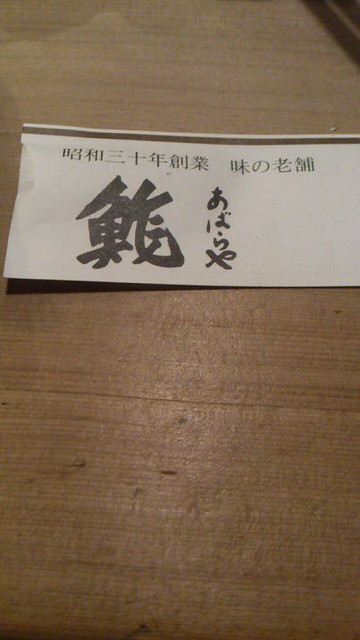 昭和三十年創業 味の老舗
鮨 あばらや